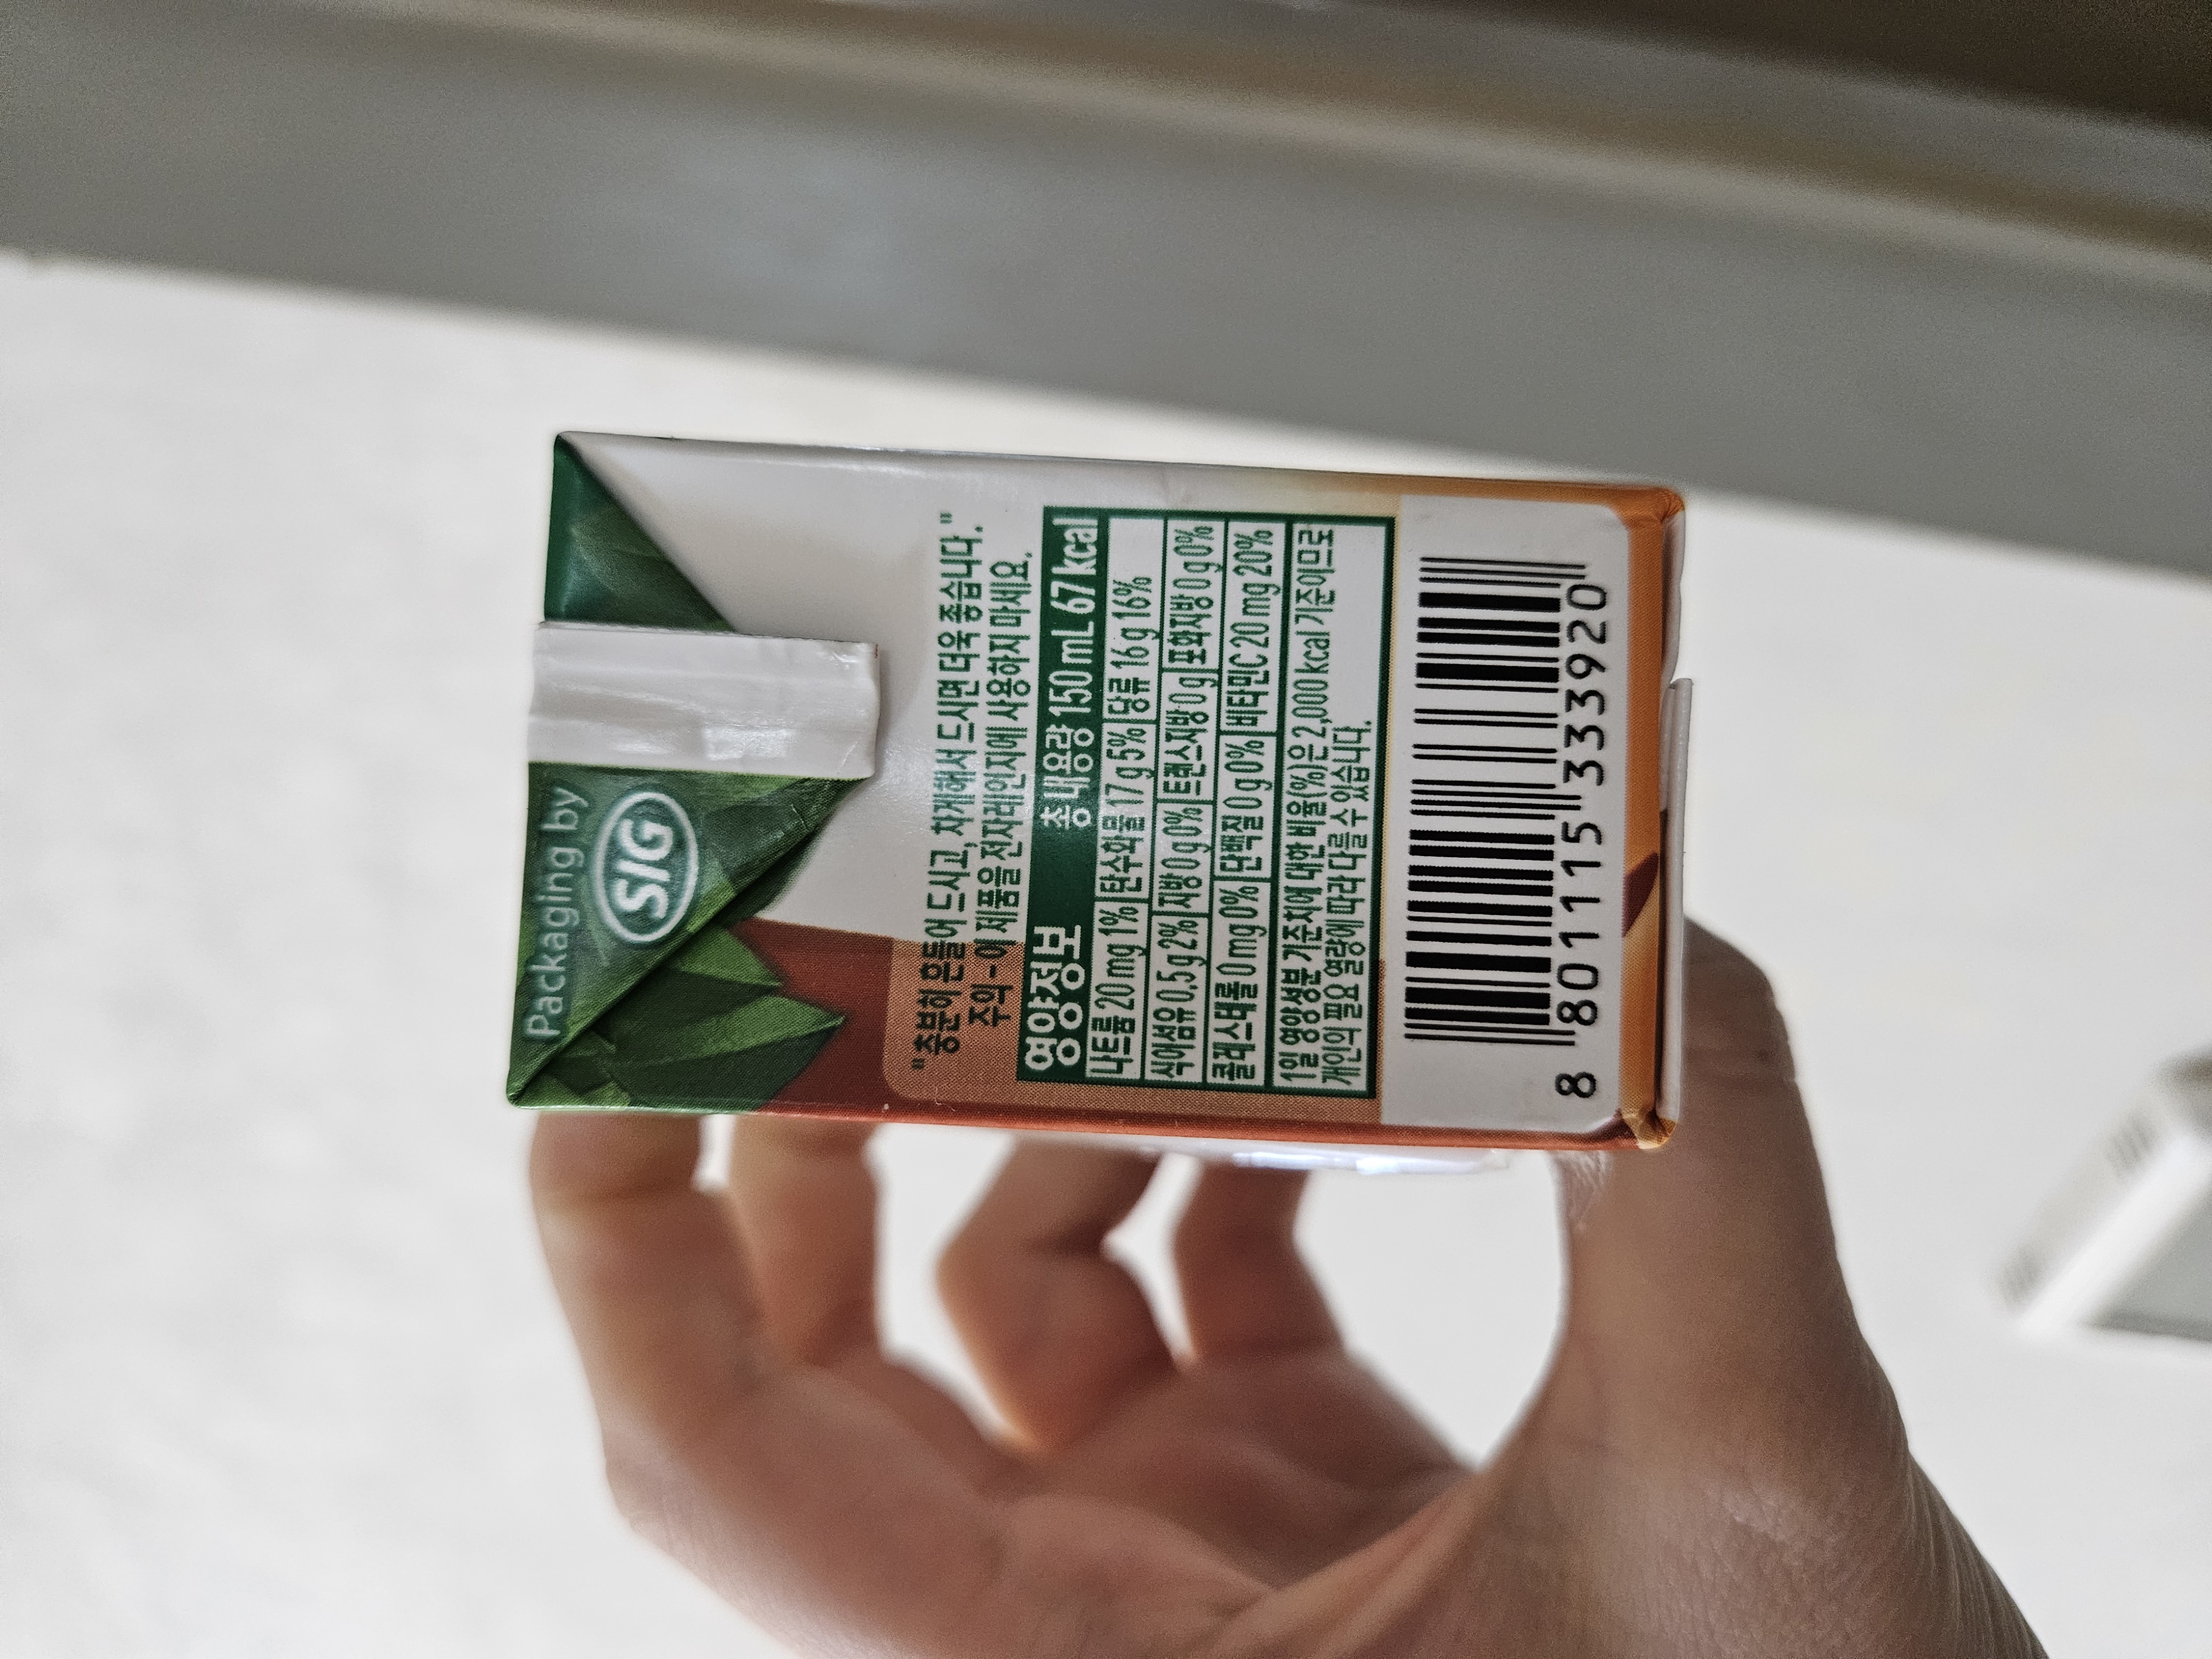 Packaging by
SIG
"충분히 흔들어 드시고, 차게해서 드시면 더욱 좋습니다."
주의 - 이 제품을 전자레인지에 사용하지 마세요.
영양정보 총 내용량 150 mL 67 kcal
나트륨 20 mg 1% 탄수화물 17 g 5% 당류 16 g 16%
식이섬유 0.5 g 2% 지방 0 g 0% 트랜스지방 0 g 포화지방 0 g 0%
콜레스테롤 0 mg 0% 단백질 0 g 0% 비타민C 20 mg 20%
1일 영양성분 기준치에 대한 비율(%)은 2,000 kcal 기준이므로
개인의 필요 열량에 따라 다를 수 있습니다.
8 801115 333920